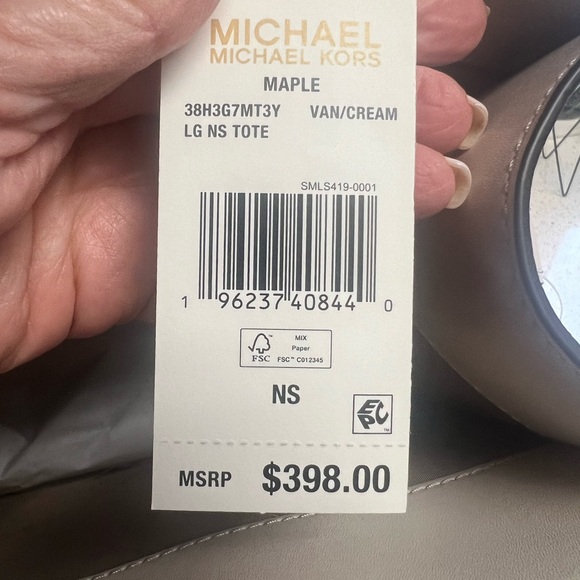 MICHAEL
MICHAEL KORS
MAPLE
38H3G7MT3Y VAN/CREAM
LG NS TOTE
SMLS419-0001
1 96237 40844 0
FSC
MIX
Paper
FSC™ C012345
NS
EPC™
MSRP $398.00